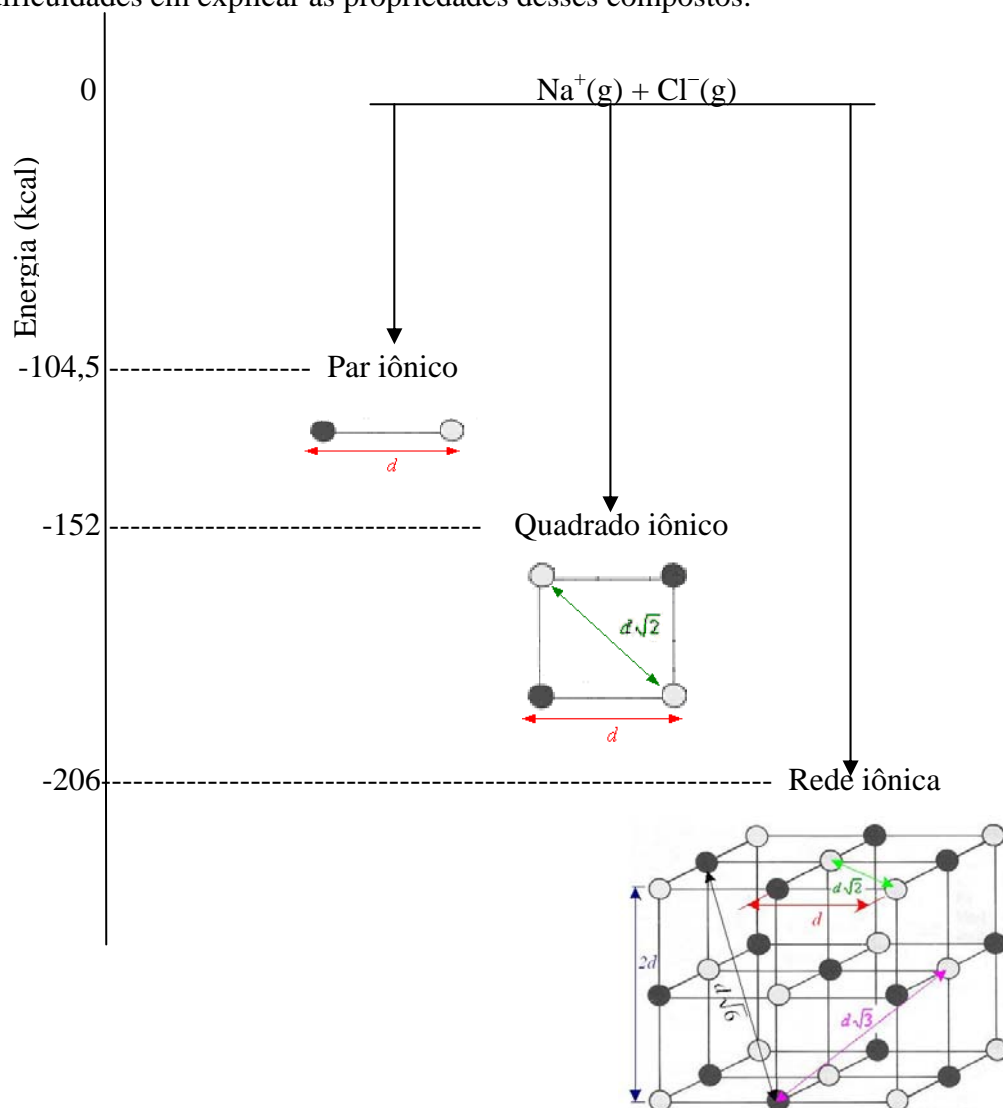 dificuldades em explicar as propriedades desses compostos.
0
Na⁺(g) + Cl⁻(g)
Energia (kcal)
-104,5
Par iônico
d
-152
Quadrado iônico
d√2
d
-206
Rede iônica
d√2
d
2d
d√6
d√3